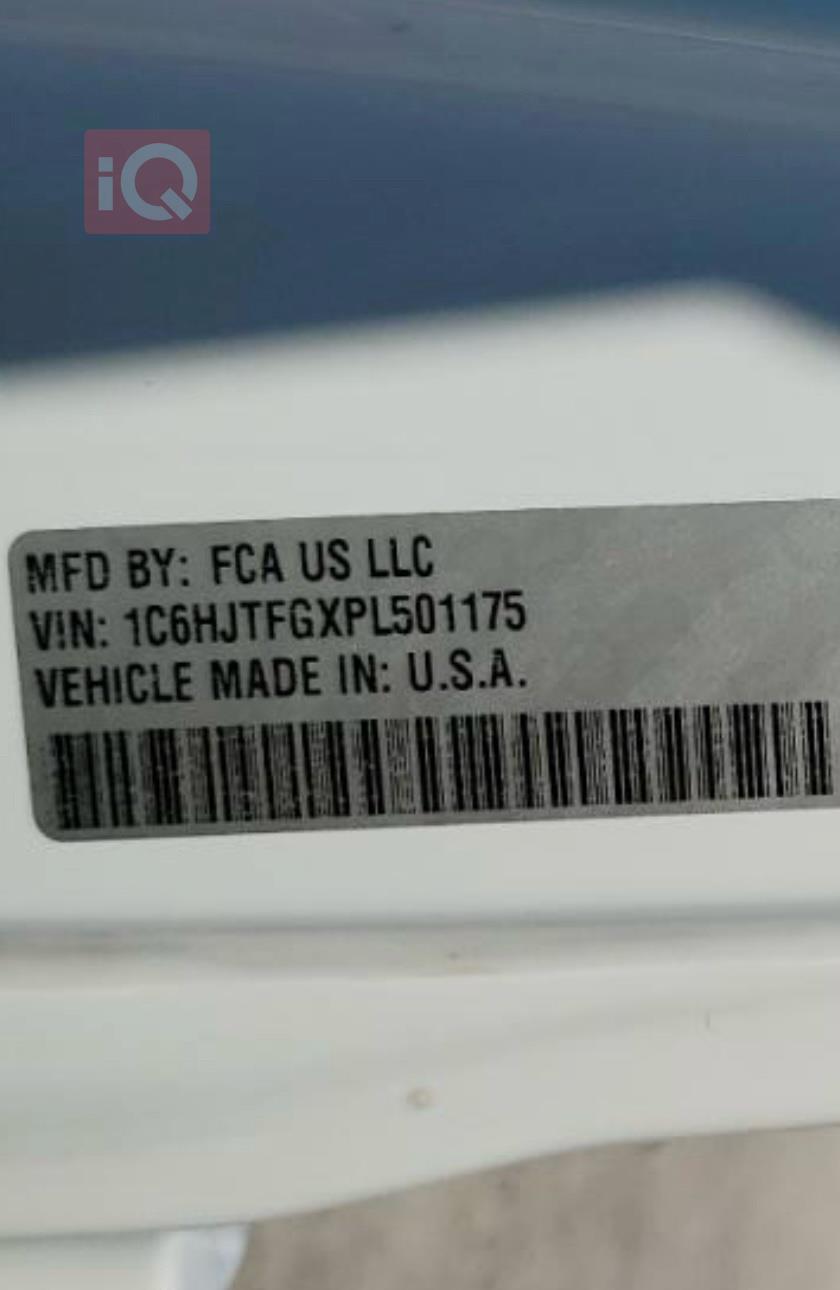 iQ
MFD BY: FCA US LLC
VIN: 1C6HJTFGXPL501175
VEHICLE MADE IN: U.S.A.